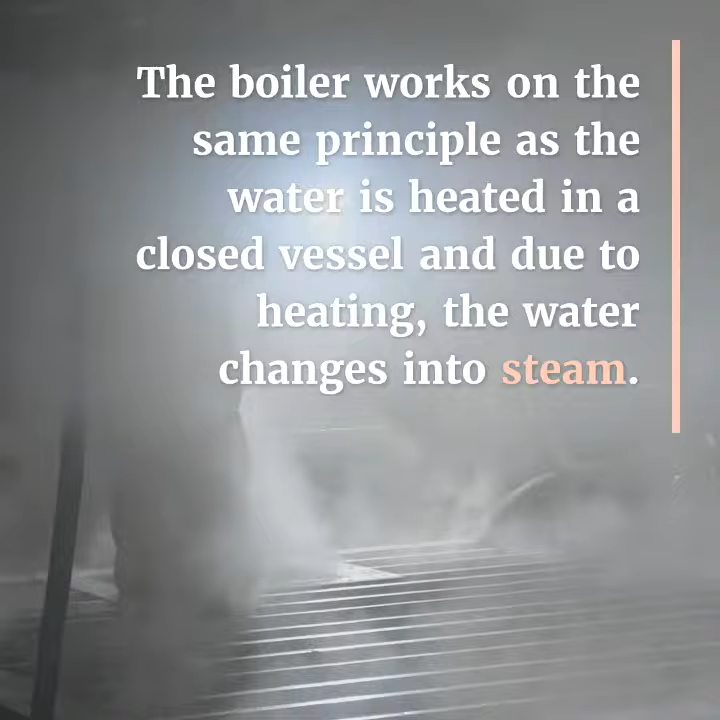 The boiler works on the
same principle as the
water is heated in a
closed vessel and due to
heating, the water
changes into steam.